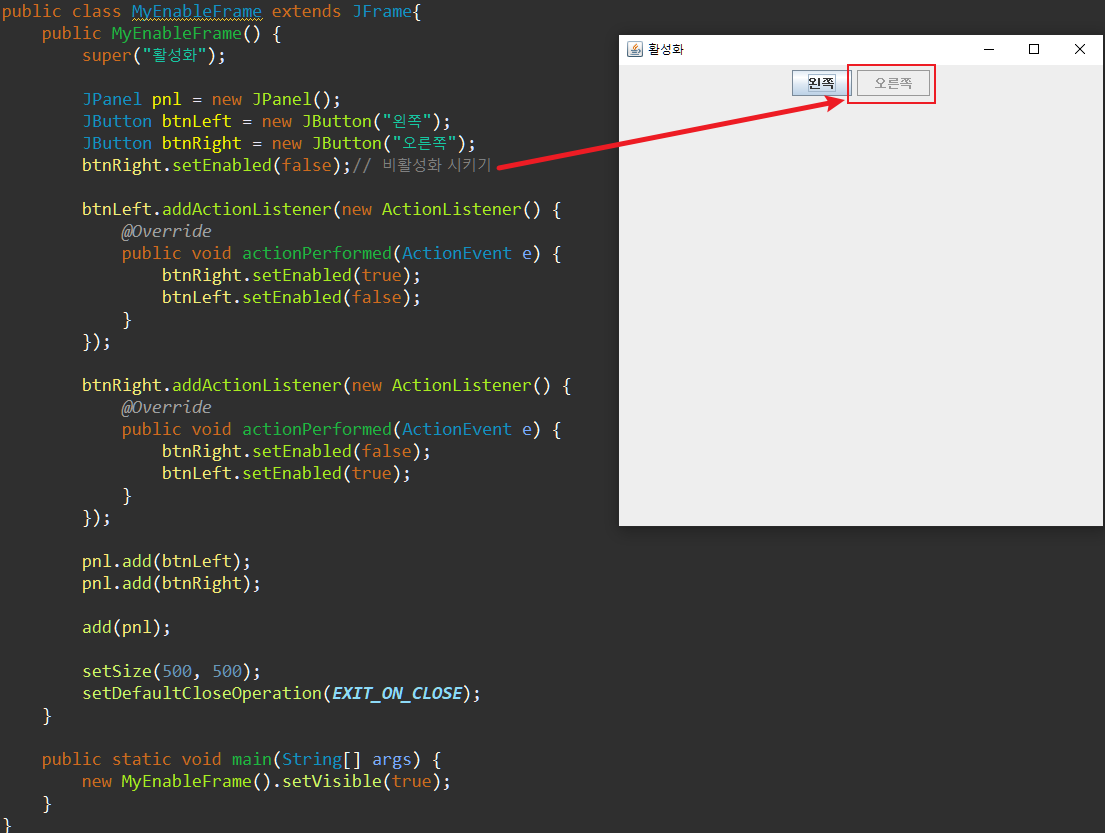 public class MyEnableFrame extends JFrame{
    public MyEnableFrame() {
        super("활성화");

        JPanel pnl = new JPanel();
        JButton btnLeft = new JButton("왼쪽");
        JButton btnRight = new JButton("오른쪽");
        btnRight.setEnabled(false);// 비활성화 시키기

        btnLeft.addActionListener(new ActionListener() {
            @Override
            public void actionPerformed(ActionEvent e) {
                btnRight.setEnabled(true);
                btnLeft.setEnabled(false);
            }
        });

        btnRight.addActionListener(new ActionListener() {
            @Override
            public void actionPerformed(ActionEvent e) {
                btnRight.setEnabled(false);
                btnLeft.setEnabled(true);
            }
        });

        pnl.add(btnLeft);
        pnl.add(btnRight);

        add(pnl);

        setSize(500, 500);
        setDefaultCloseOperation(EXIT_ON_CLOSE);
    }

    public static void main(String[] args) {
        new MyEnableFrame().setVisible(true);
    }
}
활성화
왼쪽 오른쪽